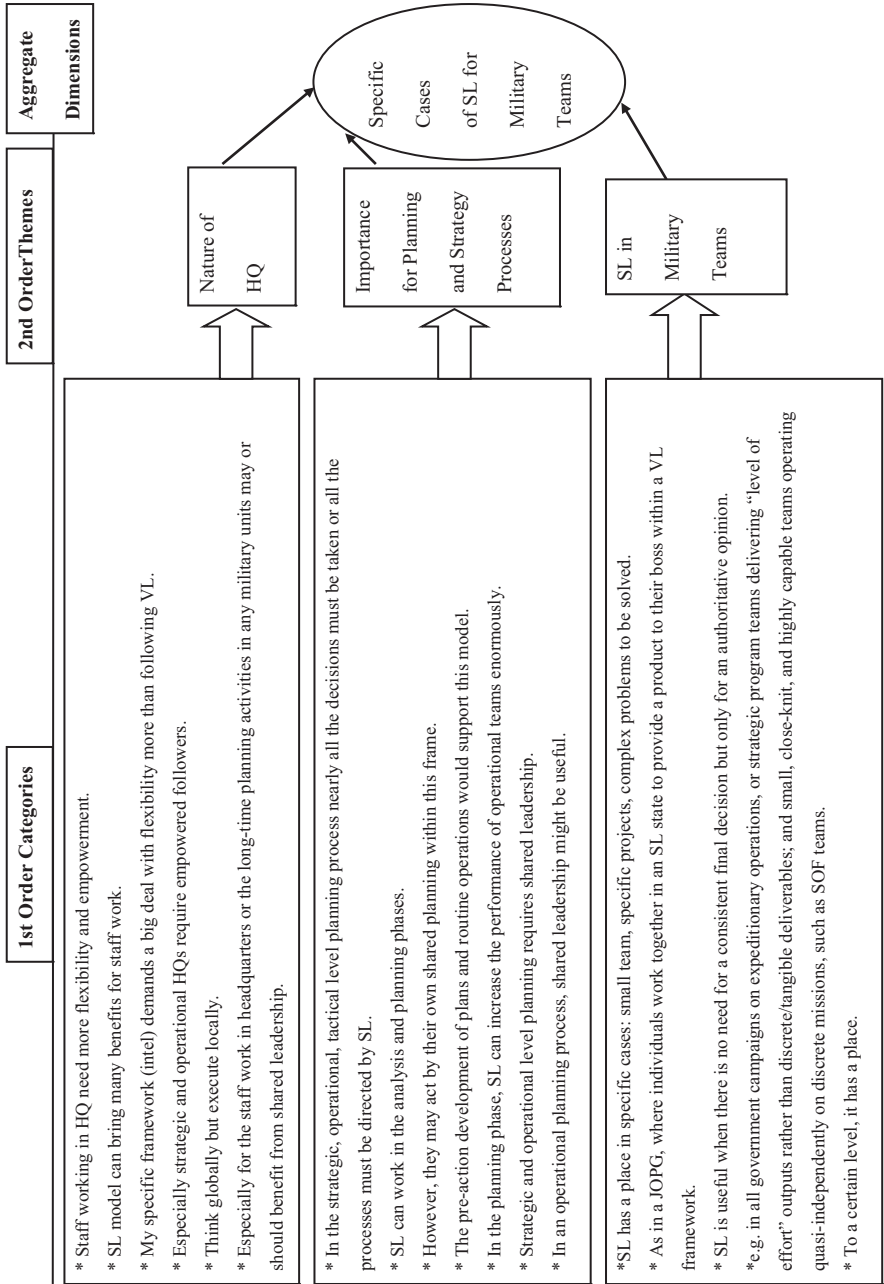 1st Order Categories
2nd OrderThemes
Aggregate
Dimensions
* Staff working in HQ need more flexibility and empowerment.
* SL model can bring many benefits for staff work.
* My specific framework (intel) demands a big deal with flexibility more than following VL.
* Especially strategic and operational HQs require empowered followers.
* Think globally but execute locally.
* Especially for the staff work in headquarters or the long-time planning activities in any military units may or
should benefit from shared leadership.
Nature of
HQ
* In the strategic, operational, tactical level planning process nearly all the decisions must be taken or all the
processes must be directed by SL.
* SL can work in the analysis and planning phases.
* However, they may act by their own shared planning within this frame.
* The pre-action development of plans and routine operations would support this model.
* In the planning phase, SL can increase the performance of operational teams enormously.
* Strategic and operational level planning requires shared leadership.
* In an operational planning process, shared leadership might be useful.
Importance
for Planning
and Strategy
Processes
*SL has a place in specific cases: small team, specific projects, complex problems to be solved.
* As in a JOPG, where individuals work together in an SL state to provide a product to their boss within a VL
framework.
* SL is useful when there is no need for a consistent final decision but only for an authoritative opinion.
*e.g. in all government campaigns on expeditionary operations, or strategic program teams delivering “level of
effort” outputs rather than discrete/tangible deliverables; and small, close-knit, and highly capable teams operating
quasi-independently on discrete missions, such as SOF teams.
* To a certain level, it has a place.
SL in
Military
Teams
Specific
Cases
of SL for
Military
Teams